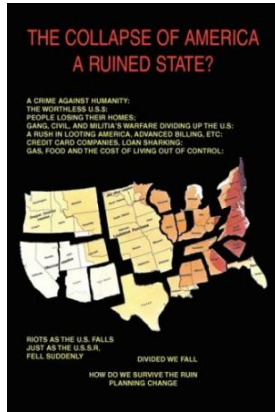 THE COLLAPSE OF AMERICA
A RUINED STATE?
A CRIME AGAINST HUMANITY:
THE WORTHLESS U.S.$:
PEOPLE LOSING THEIR HOMES:
GANG, CIVIL, AND MILITIA'S WARFARE DIVIDING UP THE U.S:
A RUSH IN LOOTING AMERICA, ADVANCED BILLING, ETC:
CREDIT CARD COMPANIES, LOAN SHARKING:
GAS, FOOD AND THE COST OF LIVING OUT OF CONTROL:
RIOTS AS THE U.S. FALLS
JUST AS THE U.S.S.R,
FELL SUDDENLY
DIVIDED WE FALL
HOW DO WE SURVIVE THE RUIN
PLANNING CHANGE